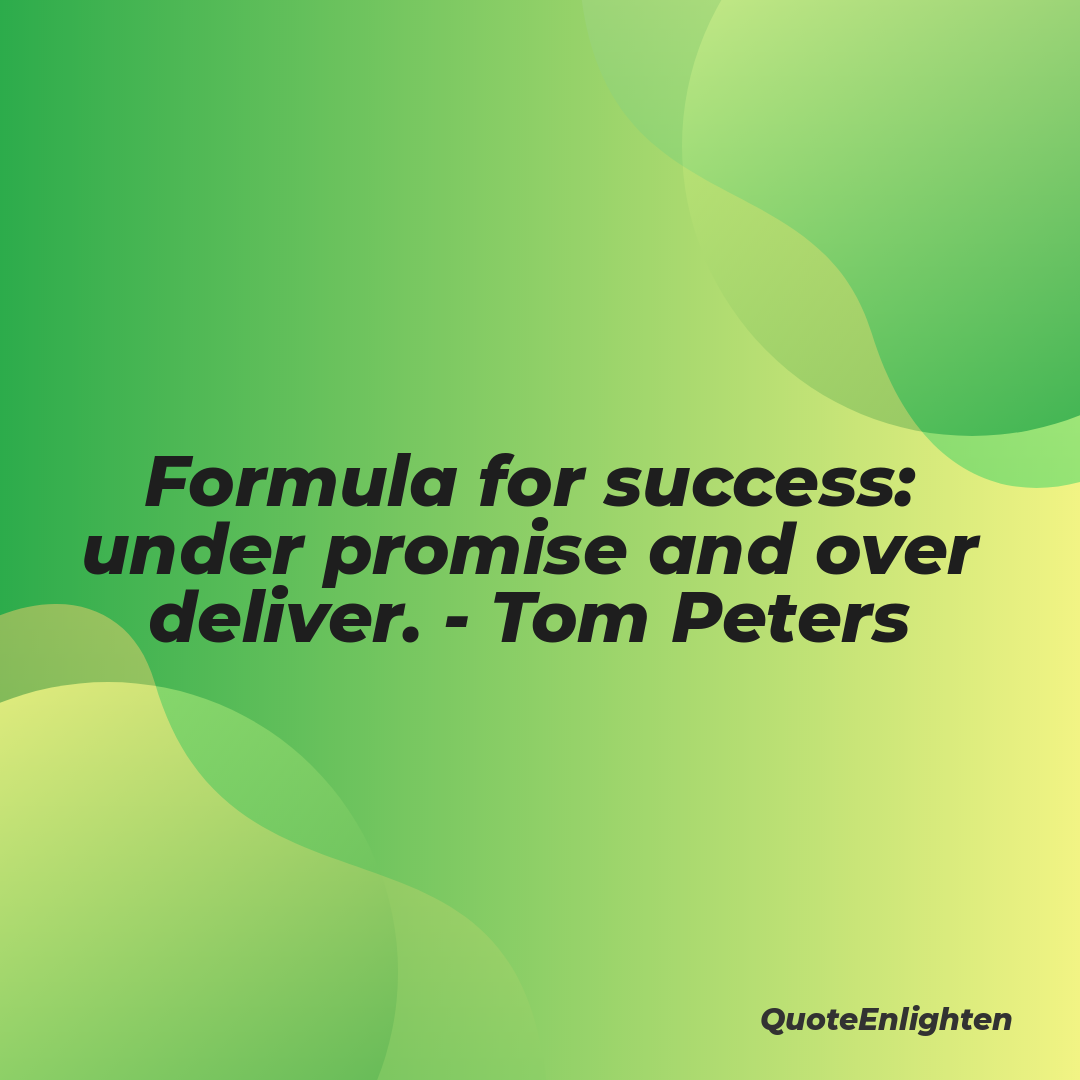 Formula for success:
under promise and over
deliver. - Tom Peters
QuoteEnlighten